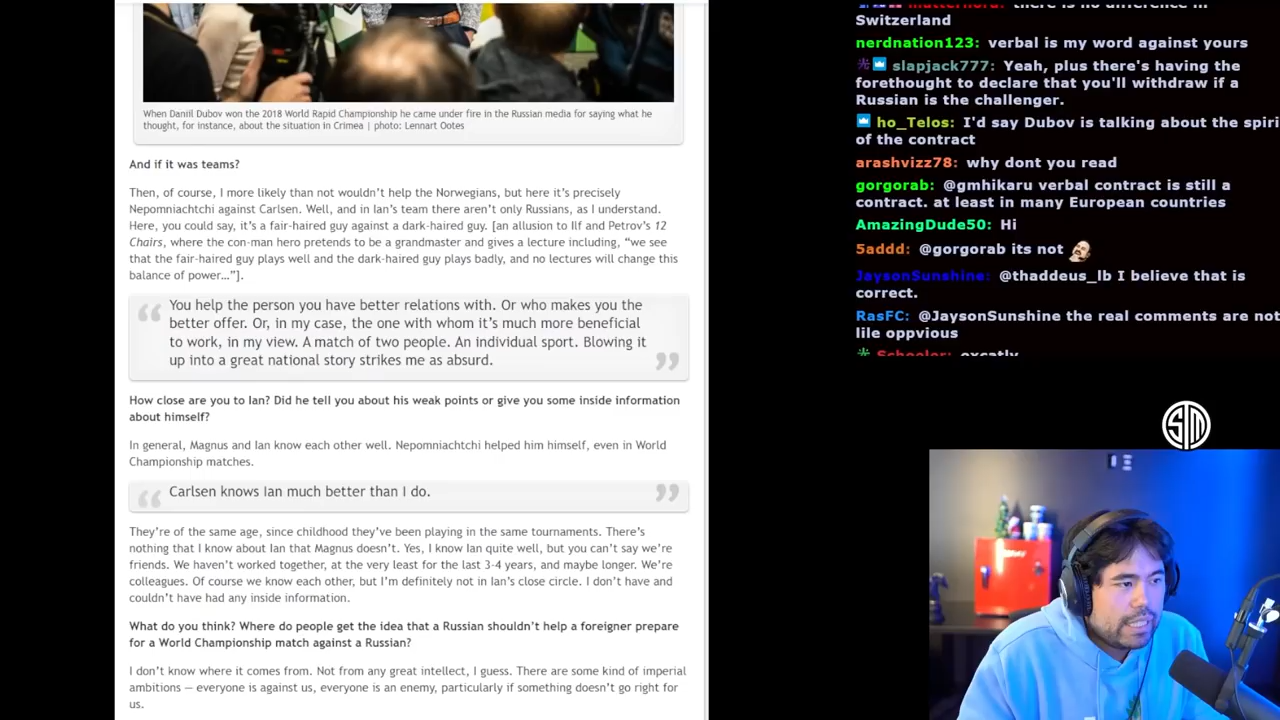 When Daniil Dubov won the 2018 World Rapid Championship he came under fire in the Russian media for saying what he
thought, for instance, about the situation in Crimea | photo: Lennart Ootes
And if it was teams?
Then, of course, I more likely than not wouldn't help the Norwegians, but here it's precisely
Nepomniachtchi against Carlsen. Well, and in Ian's team there aren't only Russians, as I understand.
Here, you could say, it's a fair-haired guy against a dark-haired guy. [an allusion to Ilf and Petrov's 12
Chairs, where the con-man hero pretends to be a grandmaster and gives a lecture including, “we see
that the fair-haired guy plays well and the dark-haired guy plays badly, and no lectures will change this
balance of power…”].
“ You help the person you have better relations with. Or who makes you the
better offer. Or, in my case, the one with whom it's much more beneficial
to work, in my view. A match of two people. An individual sport. Blowing it
up into a great national story strikes me as absurd. ”
How close are you to Ian? Did he tell you about his weak points or give you some inside information
about himself?
In general, Magnus and Ian know each other well. Nepomniachtchi helped him himself, even in World
Championship matches.
“ Carlsen knows Ian much better than I do. ”
They're of the same age, since childhood they've been playing in the same tournaments. There's
nothing that I know about Ian that Magnus doesn't. Yes, I know Ian quite well, but you can't say we're
friends. We haven't worked together, at the very least for the last 3-4 years, and maybe longer. We're
colleagues. Of course we know each other, but I'm definitely not in Ian's close circle. I don't have and
couldn't have had any inside information.
What do you think? Where do people get the idea that a Russian shouldn't help a foreigner prepare
for a World Championship match against a Russian?
I don't know where it comes from. Not from any great intellect, I guess. There are some kind of imperial
ambitions — everyone is against us, everyone is an enemy, particularly if something doesn't go right for
us.
there is no difference in
Switzerland
nerdnation123: verbal is my word against yours
slapjack777: Yeah, plus there's having the
forethought to declare that you'll withdraw if a
Russian is the challenger.
ho_Telos: I'd say Dubov is talking about the spiri
of the contract
arashvizz78: why dont you read
gorgorab: @gmhikaru verbal contract is still a
contract. at least in many European countries
AmazingDude50: Hi
5addd: @gorgorab its not
JaysonSunshine: @thaddeus_lb I believe that is
correct.
RasFC: @JaysonSunshine the real comments are not
lile oppvious
Scheeler: excatly
TSM